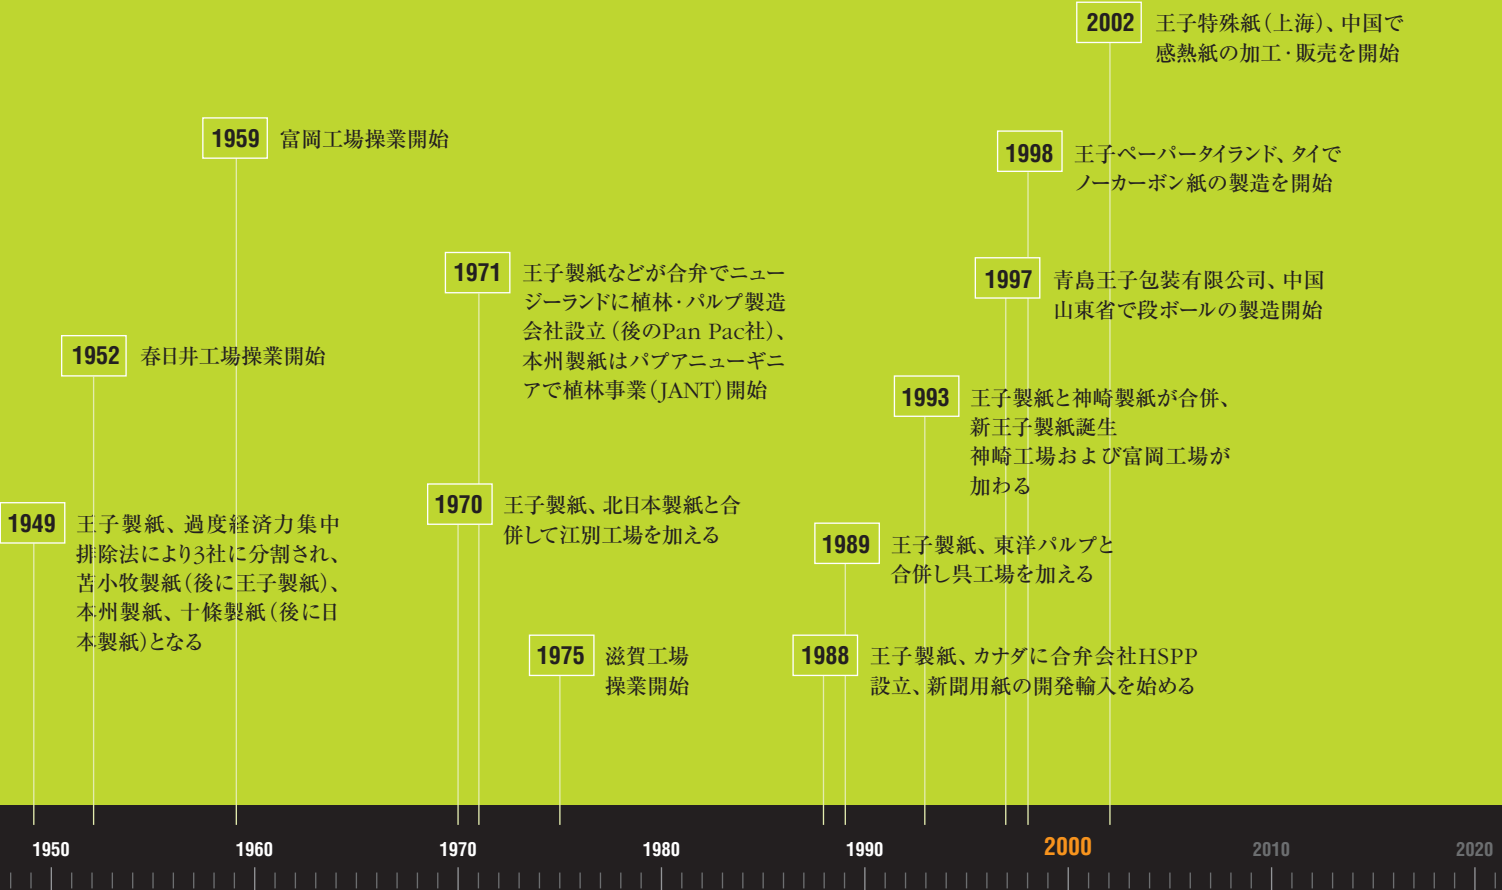 2002
王子特殊紙（上海）、中国で
感熱紙の加工・販売を開始
1959
富岡工場操業開始
1998
王子ペーパータイランド、タイで
ノーカーボン紙の製造を開始
1971
王子製紙などが合弁でニュー
ジーランドに植林・パルプ製造
会社設立（後のPan Pac社）、
本州製紙はパプアニューギニ
アで植林事業（JANT）開始
1997
青島王子包装有限公司、中国
山東省で段ボールの製造開始
1952
春日井工場操業開始
1993
王子製紙と神崎製紙が合併、
新王子製紙誕生
神崎工場および富岡工場が
加わる
1970
王子製紙、北日本製紙と合
併して江別工場を加える
1949
王子製紙、過度経済力集中
排除法により3社に分割され、
苫小牧製紙（後に王子製紙）、
本州製紙、十條製紙（後に日
本製紙）となる
1989
王子製紙、東洋パルプと
合併し呉工場を加える
1975
滋賀工場
操業開始
1988
王子製紙、カナダに合弁会社HSPP
設立、新聞用紙の開発輸入を始める
1950 1960 1970 1980 1990 2000 2010 2020